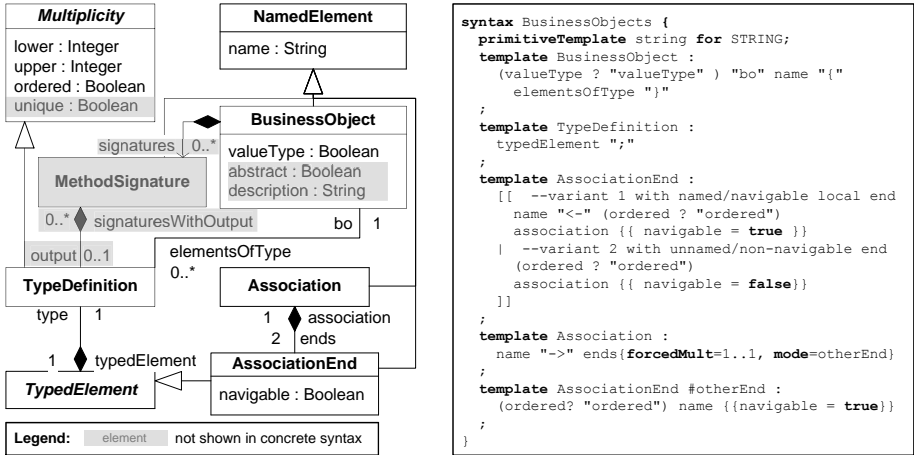 Multiplicity
lower : Integer
upper : Integer
ordered : Boolean
unique : Boolean
NamedElement
name : String
BusinessObject
valueType : Boolean
abstract : Boolean
description : String
signatures 0..*
MethodSignature
0..* signaturesWithOutput
output 0..1
bo 1
elementsOfType
0..*
TypeDefinition
type 1
Association
1 association
2 ends
1 typedElement
TypedElement
AssociationEnd
navigable : Boolean
Legend: element not shown in concrete syntax
syntax BusinessObjects {
primitiveTemplate string for STRING;
template BusinessObject :
(valueType ? "valueType" ) "bo" name "{"
elementsOfType "}"
;
template TypeDefinition :
typedElement ";"
;
template AssociationEnd :
[[ --variant 1 with named/navigable local end
name "<-" (ordered ? "ordered")
association {{ navigable = true }}
| --variant 2 with unnamed/non-navigable end
(ordered ? "ordered")
association {{ navigable = false}}
]]
;
template Association :
name "->" ends{forcedMult=1..1, mode=otherEnd}
;
template AssociationEnd #otherEnd :
(ordered? "ordered") name {{navigable = true}}
;
}